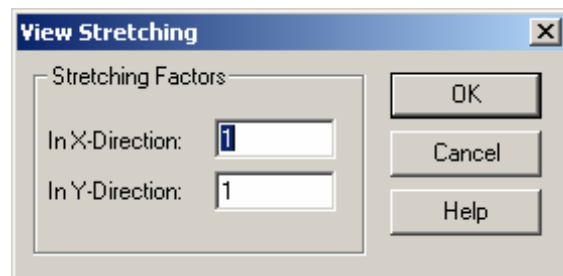 View Stretching
Stretching Factors
In X-Direction: 1
In Y-Direction: 1
OK
Cancel
Help